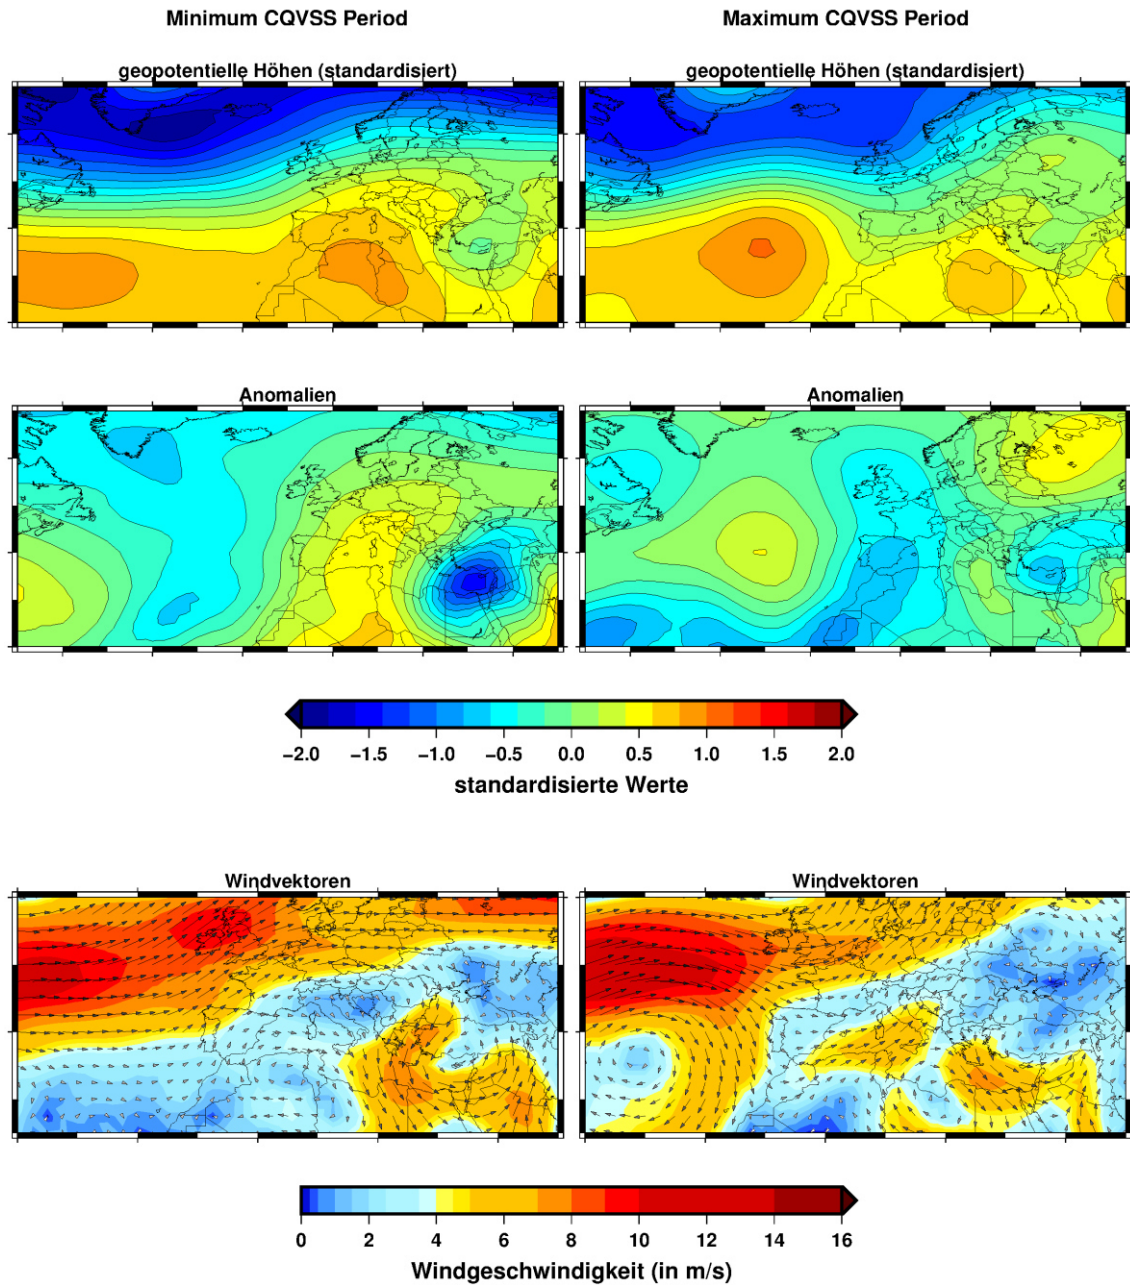 Minimum CQVSS Period
Maximum CQVSS Period
geopotentielle Höhen (standardisiert)
geopotentielle Höhen (standardisiert)
Anomalien
Anomalien
−2.0 −1.5 −1.0 −0.5 0.0 0.5 1.0 1.5 2.0
standardisierte Werte
Windvektoren
Windvektoren
0 2 4 6 8 10 12 14 16
Windgeschwindigkeit (in m/s)